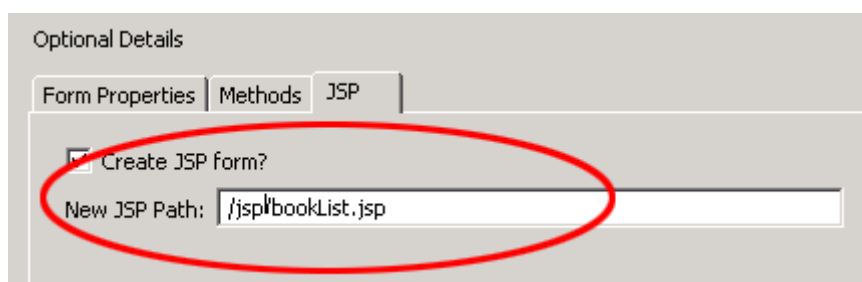 Optional Details
Form Properties Methods JSP
Create JSP form?
New JSP Path: /jsp/bookList.jsp